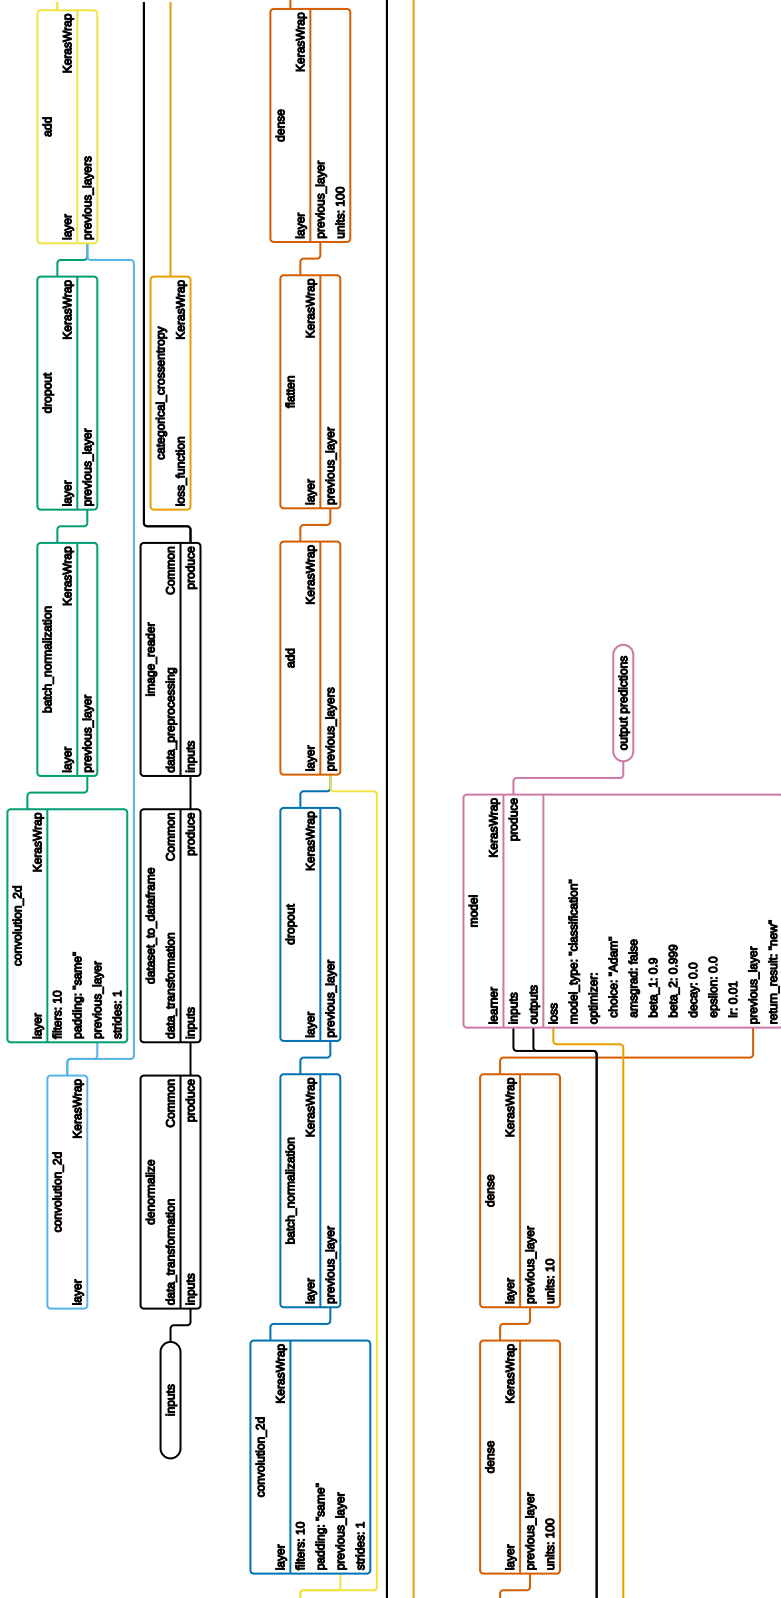 convolution_2d
layer KerasWrap
convolution_2d
layer KerasWrap
filters: 10
padding: "same"
previous_layer
strides: 1
batch_normalization
layer KerasWrap
previous_layer
dropout
layer KerasWrap
previous_layer
add
layer KerasWrap
previous_layers
inputs
denormalize
data_transformation Common
inputs produce
dataset_to_dataframe
data_transformation Common
inputs produce
image_reader
data_preprocessing Common
inputs produce
categorical_crossentropy
loss_function KerasWrap
convolution_2d
layer KerasWrap
filters: 10
padding: "same"
previous_layer
strides: 1
batch_normalization
layer KerasWrap
previous_layer
dropout
layer KerasWrap
previous_layer
add
layer KerasWrap
previous_layers
flatten
layer KerasWrap
previous_layer
dense
layer KerasWrap
previous_layer
units: 100
dense
layer KerasWrap
previous_layer
units: 100
dense
layer KerasWrap
previous_layer
units: 10
model
learner KerasWrap
inputs produce
outputs
loss
model_type: "classification"
optimizer:
choice: "Adam"
amsgrad: false
beta_1: 0.9
beta_2: 0.999
decay: 0.0
epsilon: 0.0
lr: 0.01
previous_layer
return_result: "new"
output predictions